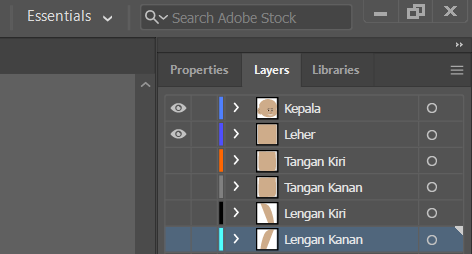 Essentials
Search Adobe Stock
Properties Layers Libraries
Kepala
Leher
Tangan Kiri
Tangan Kanan
Lengan Kiri
Lengan Kanan